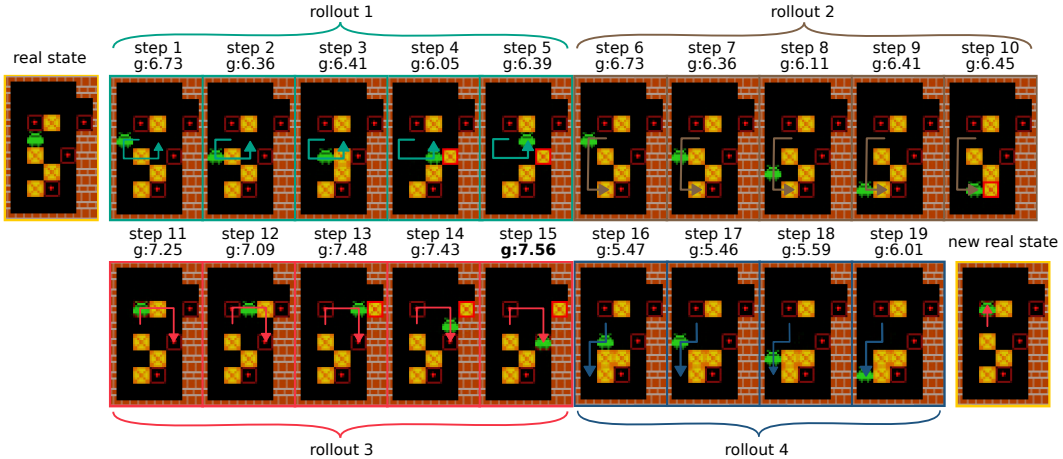 rollout 1
rollout 2
real state
step 1
g:6.73
step 2
g:6.36
step 3
g:6.41
step 4
g:6.05
step 5
g:6.39
step 6
g:6.73
step 7
g:6.36
step 8
g:6.11
step 9
g:6.41
step 10
g:6.45
step 11
g:7.25
step 12
g:7.09
step 13
g:7.48
step 14
g:7.43
step 15
g:7.56
step 16
g:5.47
step 17
g:5.46
step 18
g:5.59
step 19
g:6.01
new real state
rollout 3
rollout 4